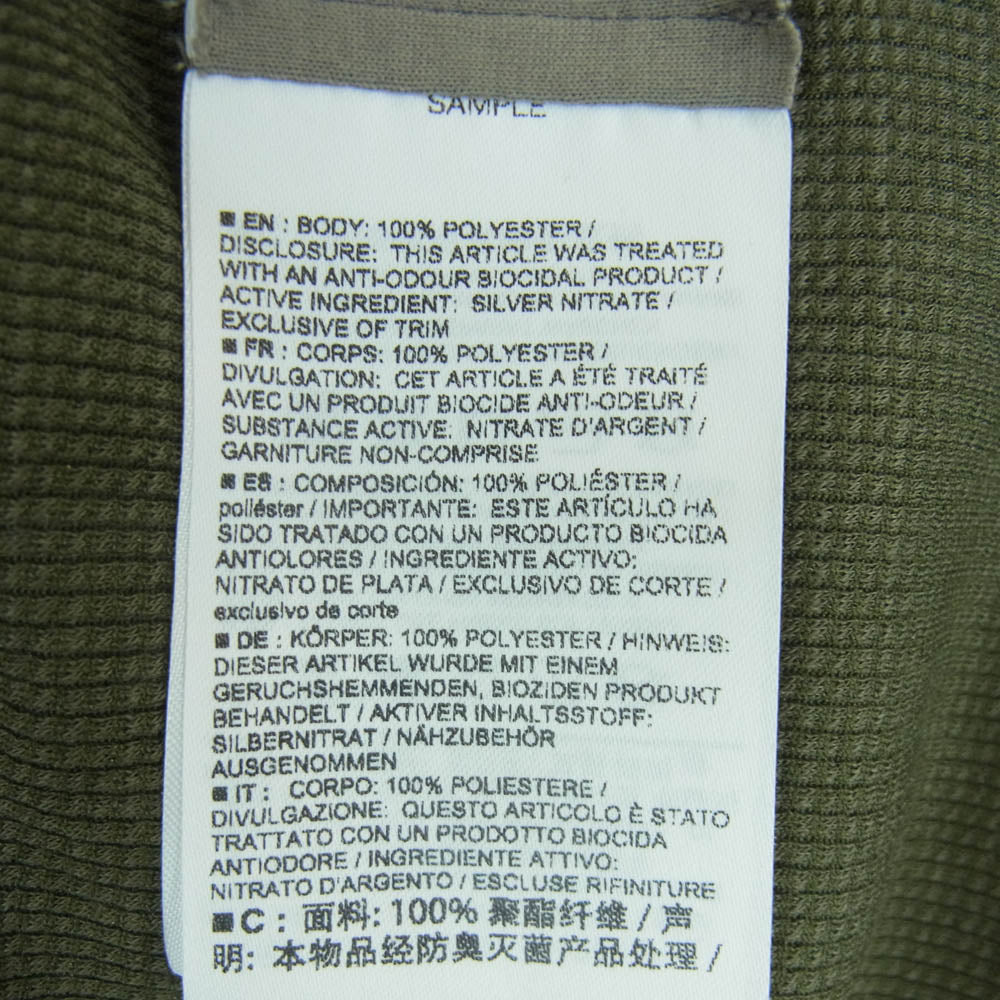 SAMPLE
■ EN : BODY: 100% POLYESTER /
DISCLOSURE: THIS ARTICLE WAS TREATED
WITH AN ANTI-ODOUR BIOCIDAL PRODUCT /
ACTIVE INGREDIENT: SILVER NITRATE /
EXCLUSIVE OF TRIM
■ FR : CORPS: 100% POLYESTER /
DIVULGATION: CET ARTICLE A ÉTÉ TRAITÉ
AVEC UN PRODUIT BIOCIDE ANTI-ODEUR /
SUBSTANCE ACTIVE: NITRATE D'ARGENT /
GARNITURE NON-COMPRISE
■ ES : COMPOSICIÓN: 100% POLIÉSTER /
poliéster / IMPORTANTE: ESTE ARTÍCULO HA
SIDO TRATADO CON UN PRODUCTO BIOCIDA
ANTIOLORES / INGREDIENTE ACTIVO:
NITRATO DE PLATA / EXCLUSIVO DE CORTE /
exclusivo de corte
■ DE : KÖRPER: 100% POLYESTER / HINWEIS:
DIESER ARTIKEL WURDE MIT EINEM
GERUCHSHEMMENDEN, BIOZIDEN PRODUKT
BEHANDELT / AKTIVER INHALTSSTOFF:
SILBERNITRAT / NÄHZUBEHÖR
AUSGENOMMEN
■ IT : CORPO: 100% POLIESTERE /
DIVULGAZIONE: QUESTO ARTICOLO È STATO
TRATTATO CON UN PRODOTTO BIOCIDA
ANTIODORE / INGREDIENTE ATTIVO:
NITRATO D'ARGENTO / ESCLUSE RIFINITURE
■ C : 面料: 100% 聚酯纤维 / 声
明: 本物品经防臭灭菌产品处理 /